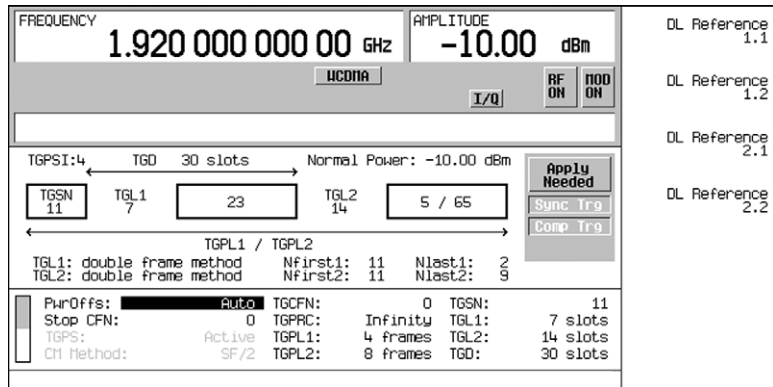 FREQUENCY
1.920 000 000 00 GHz
AMPLITUDE
-10.00 dBm
WCDMA
I/Q
RF ON
MOD ON
DL Reference 1.1
DL Reference 1.2
DL Reference 2.1
DL Reference 2.2
TGPSI:4 TGD 30 slots Normal Power: -10.00 dBm
TGSN TGL1 TGL2
11 7 23 14 5 / 65
TGPL1 / TGPL2
TGL1: double frame method Nfirst1: 11 Nlast1: 2
TGL2: double frame method Nfirst2: 11 Nlast2: 9
Apply Needed
Sync Trg
Comp Trg
PwrOffs: Auto TGCFN: 0 TGSN: 11
Stop CFN: 0 TGPRC: Infinity TGL1: 7 slots
TGPS: Active TGPL1: 4 frames TGL2: 14 slots
CM Method: SF/2 TGPL2: 8 frames TGD: 30 slots